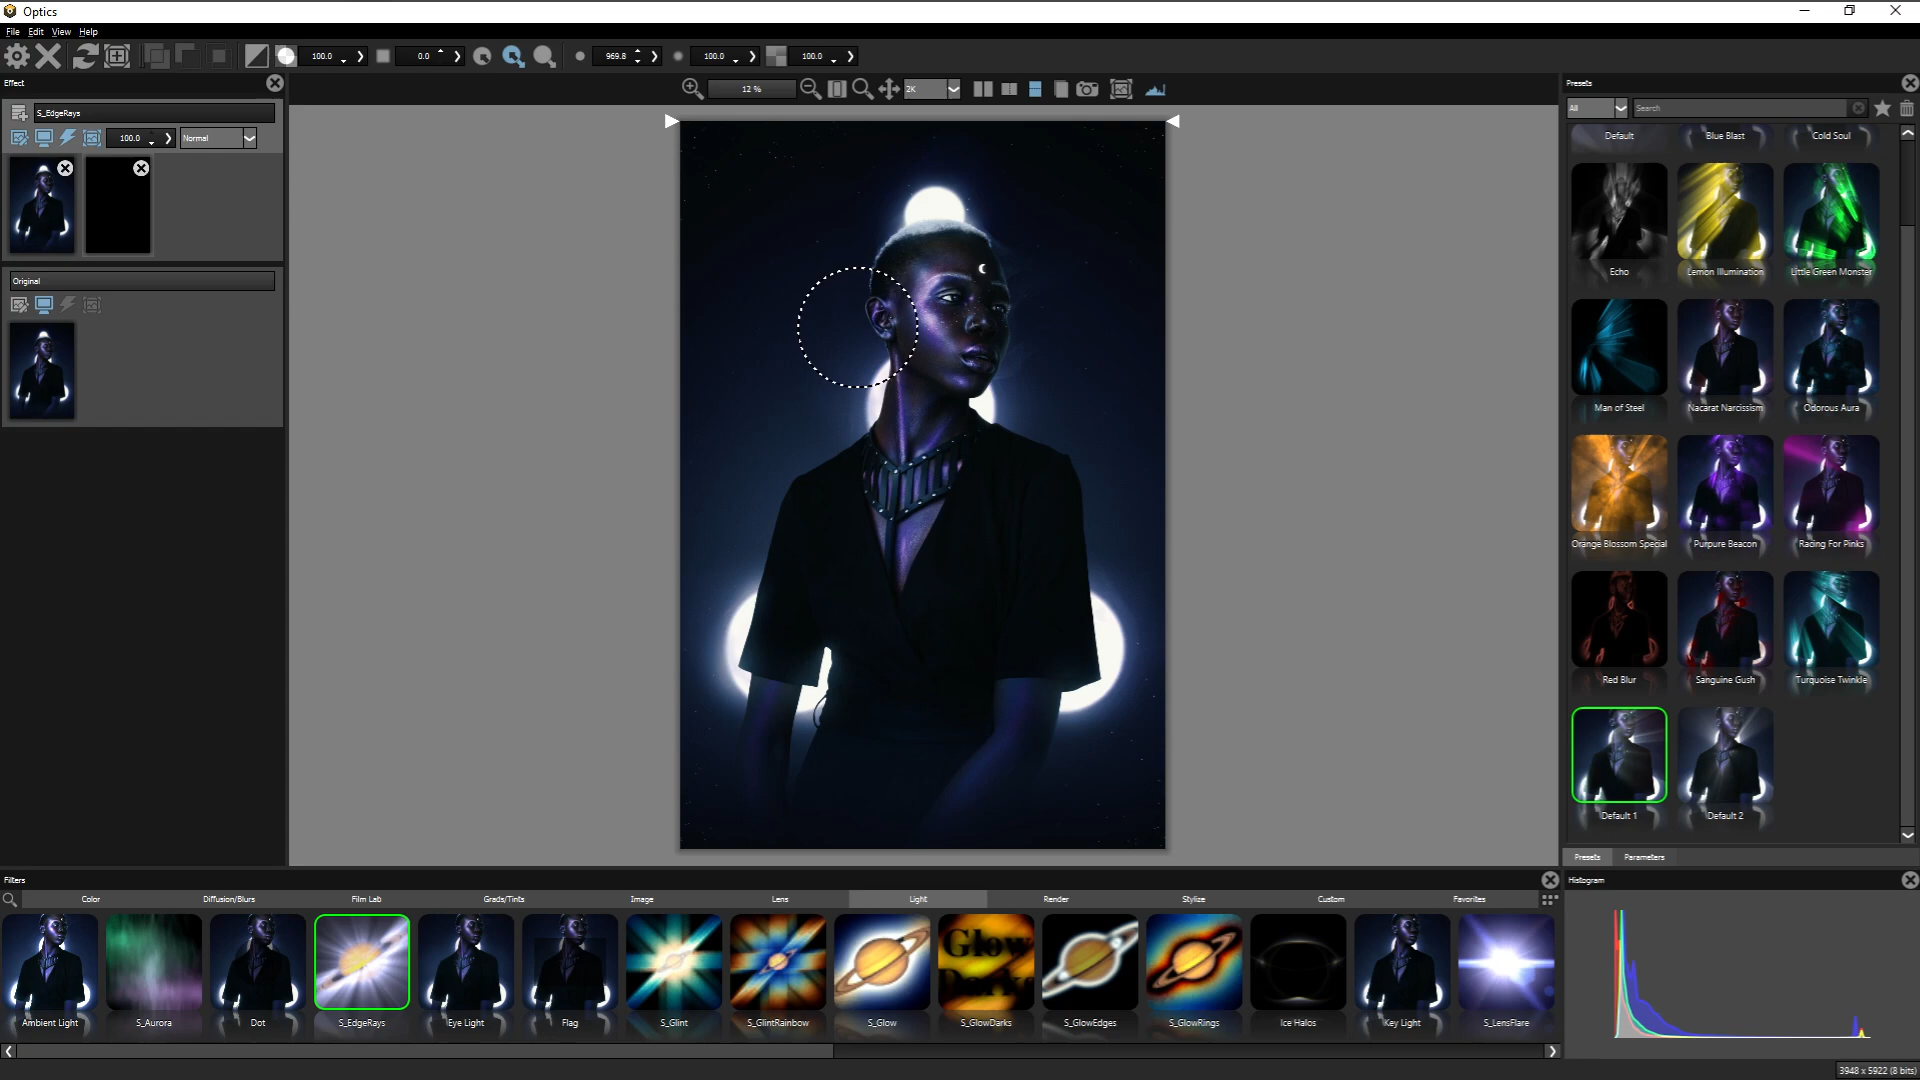 Optics
File Edit View Help
100.0 0.0 969.8 100.0 100.0
Effect
12 % 2K
Presets
S_EdgeRays
All Search
100.0 Normal
Default Blue Blast Cold Soul
Echo Lemon Illumination Little Green Monster
Original
Man of Steel Nacarat Narcissism Odorous Aura
Orange Blossom Special Purpure Beacon Racing For Pinks
Red Blur Sanguine Gush Turquoise Twinkle
Default 1 Default 2
Presets Parameters
Filters
Histogram
Color Diffusion/Blurs Film Lab Grads/Tints Image Lens Light Render Stylize Custom Favorites
Glow
Darks
Ambient Light S_Aurora Dot S_EdgeRays Eye Light Flag S_Glint S_GlintRainbow S_Glow S_GlowDarks S_GlowEdges S_GlowRings Ice Halos Key Light S_LensFlare
3948 x 5922 (8 bits)